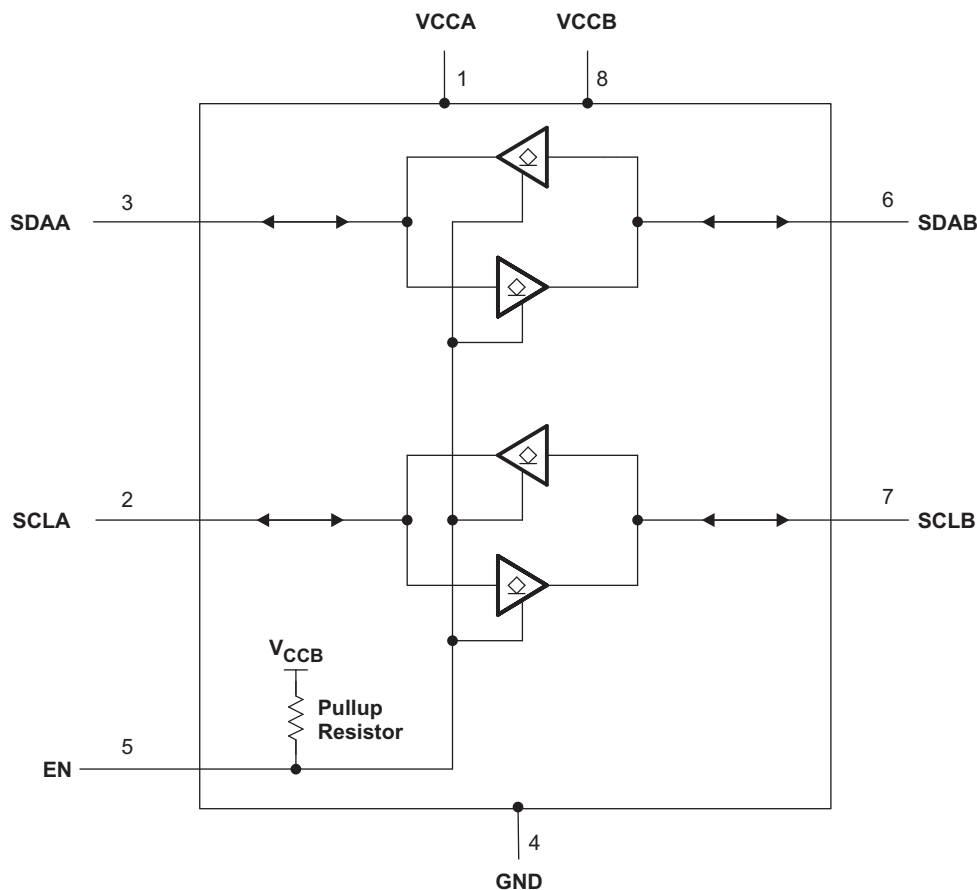 VCCA
VCCB
1
8
3
SDAA
6
SDAB
2
SCLA
7
SCLB
VCCB
Pullup
Resistor
5
EN
4
GND